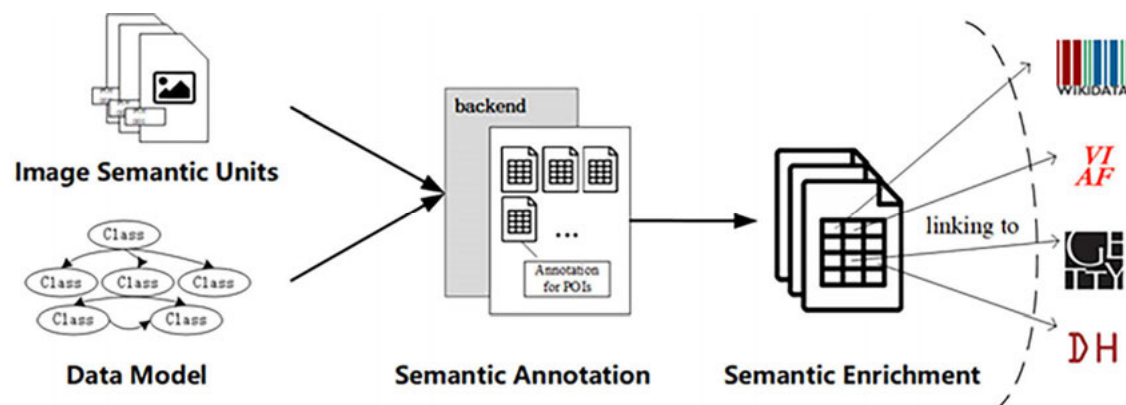 Image Semantic Units
Class
Class Class Class
Class Class
Data Model
backend
...
Annotation
for POIs
Semantic Annotation
Semantic Enrichment
linking to
WIKIDATA
VI
AF
GETTY
DH